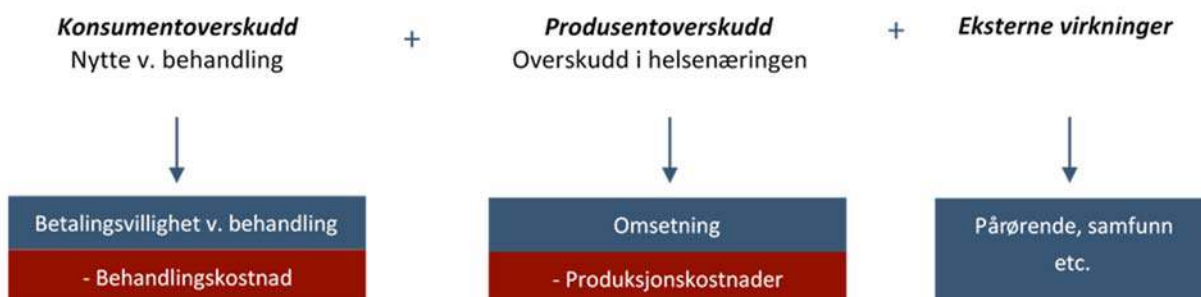 Konsumentoverskudd
Nytte v. behandling
+
Produsentoverskudd
Overskudd i helsenæringen
+
Eksterne virkninger
Betalingsvillighet v. behandling
- Behandlingskostnad
Omsetning
- Produksjonskostnader
Pårørende, samfunn
etc.